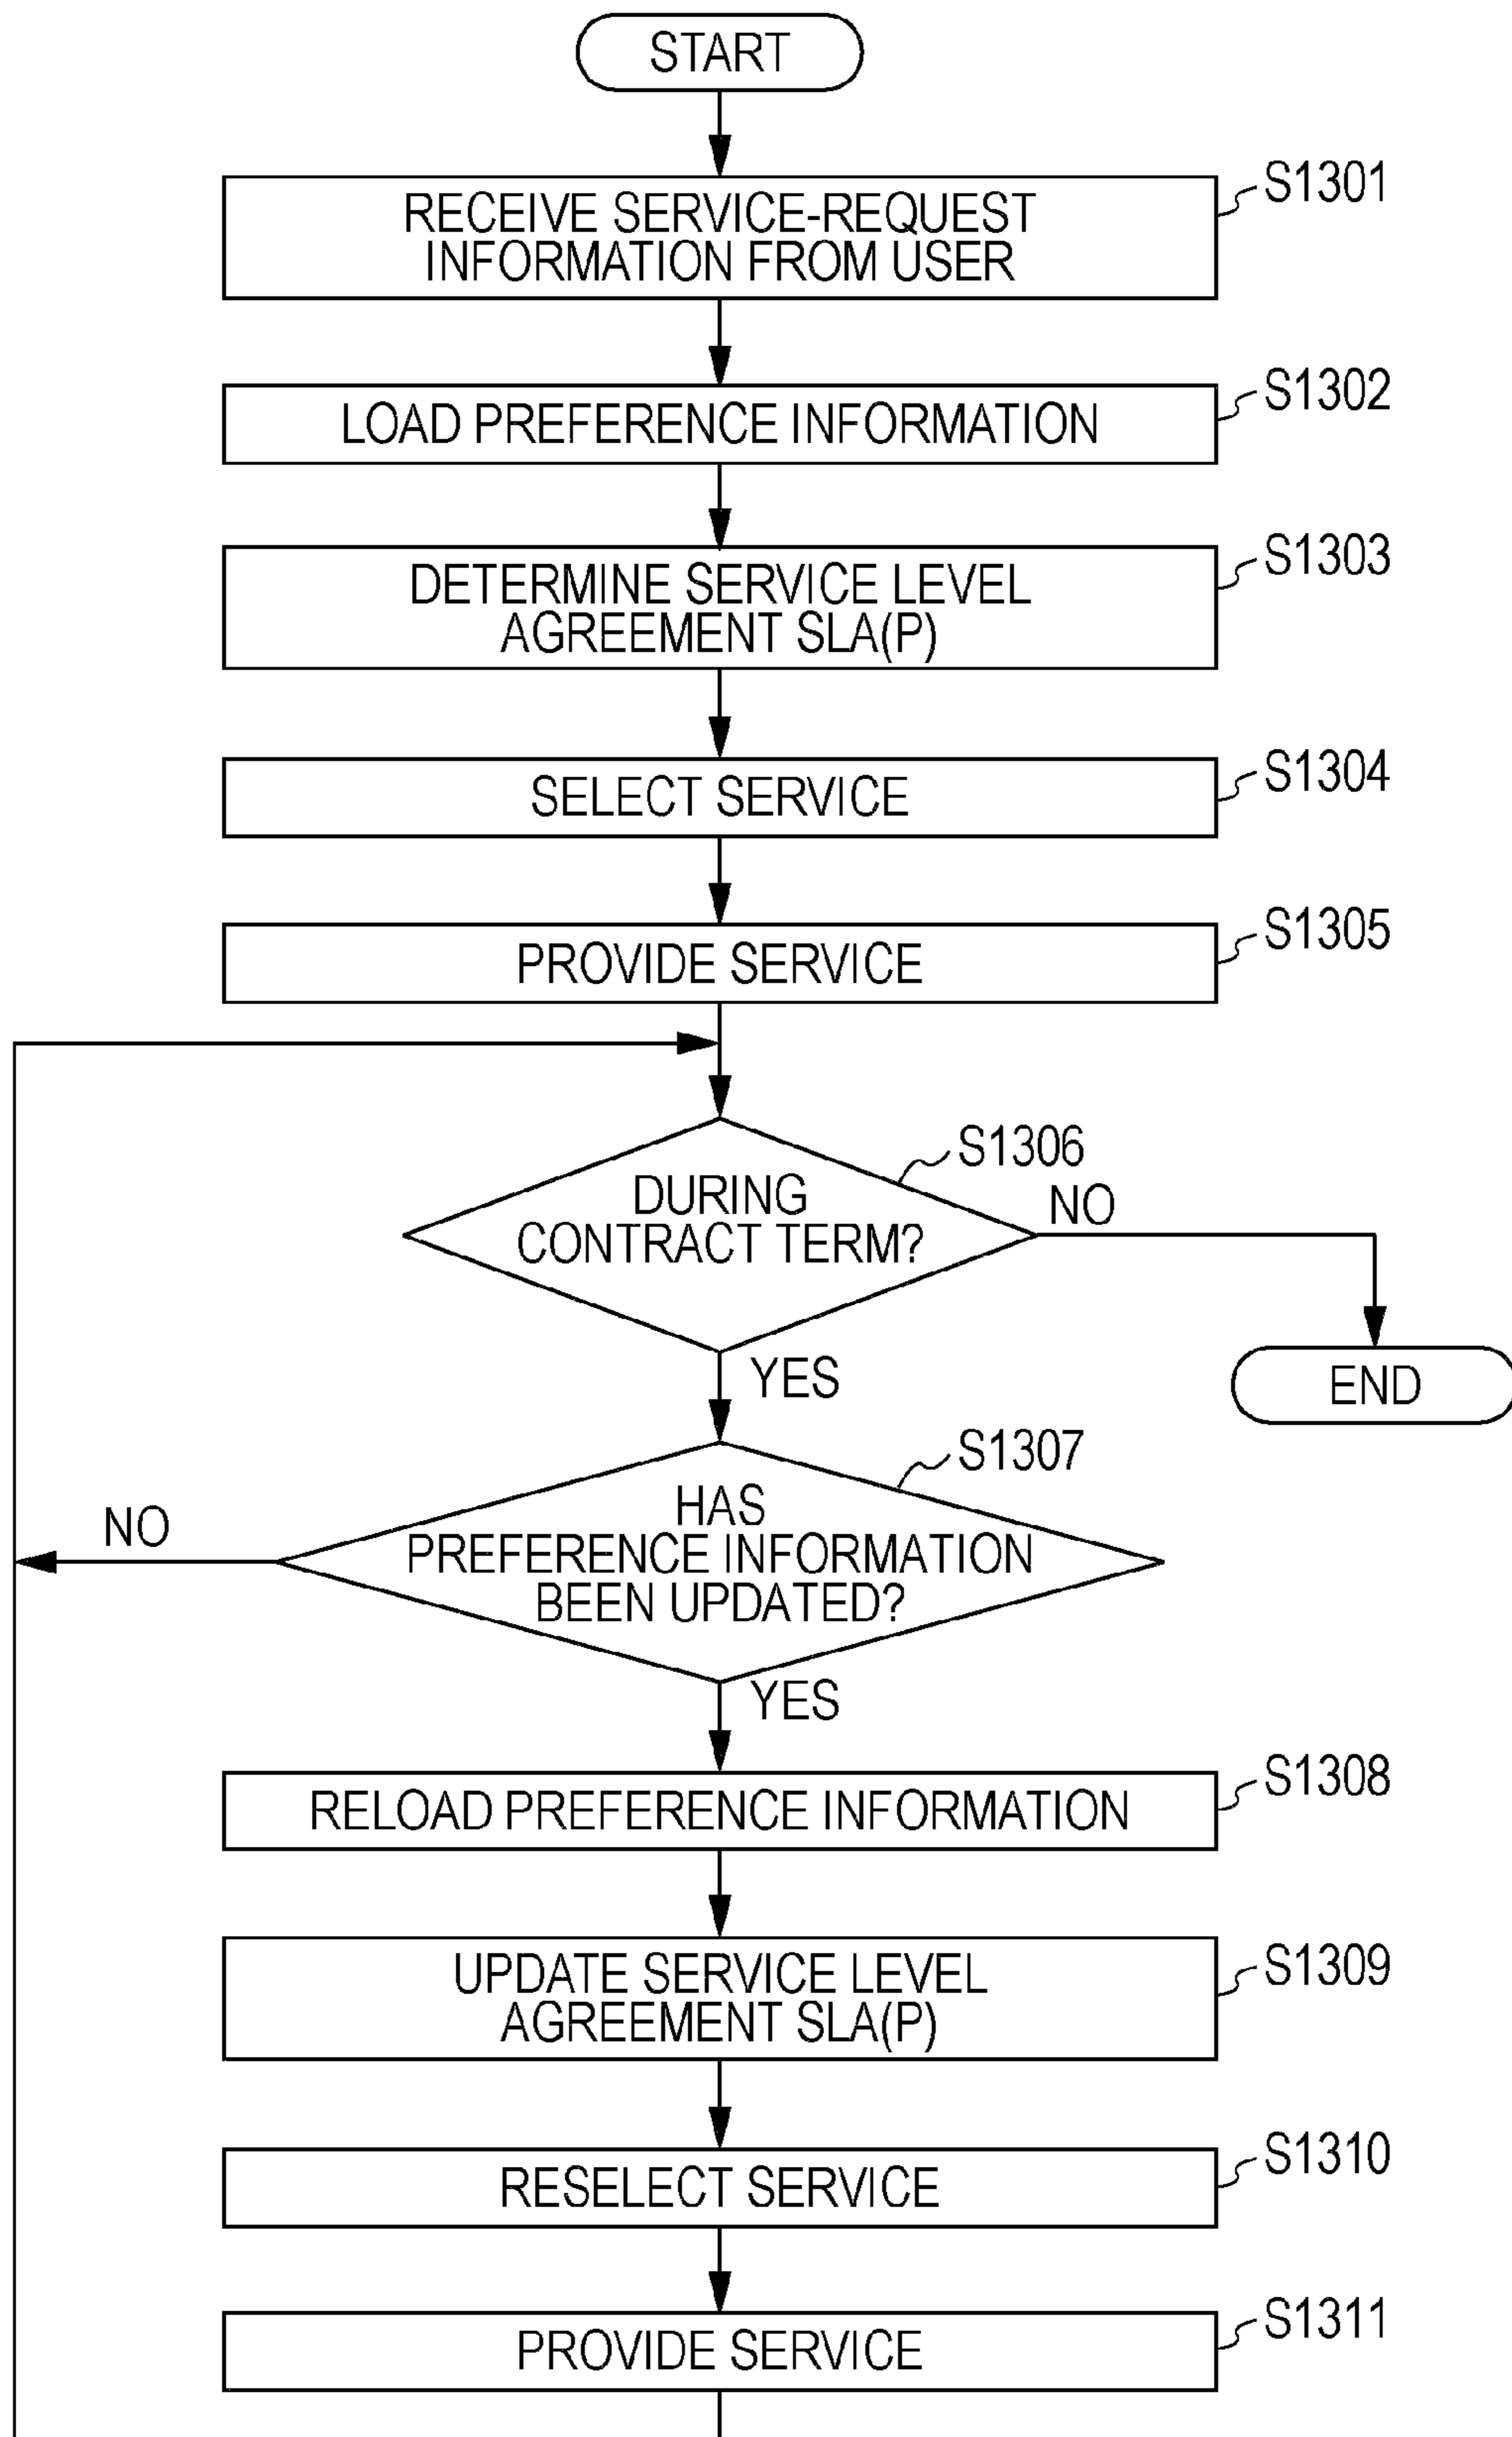 START
RECEIVE SERVICE-REQUEST
INFORMATION FROM USER
S1301
LOAD PREFERENCE INFORMATION
S1302
DETERMINE SERVICE LEVEL
AGREEMENT SLA(P)
S1303
SELECT SERVICE
S1304
PROVIDE SERVICE
S1305
DURING
CONTRACT TERM?
S1306
NO
END
YES
HAS
PREFERENCE INFORMATION
BEEN UPDATED?
S1307
NO
YES
RELOAD PREFERENCE INFORMATION
S1308
UPDATE SERVICE LEVEL
AGREEMENT SLA(P)
S1309
RESELECT SERVICE
S1310
PROVIDE SERVICE
S1311